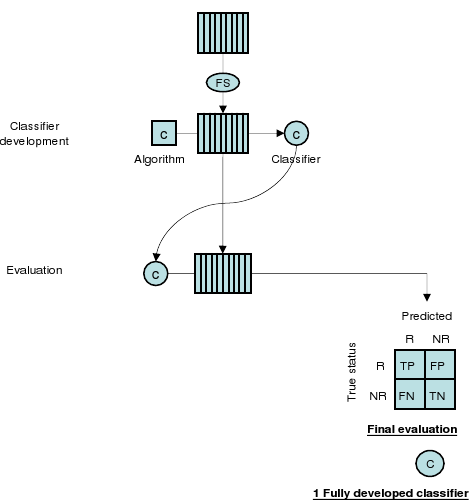 FS
Classifier
development
c
c
Algorithm
Classifier
Evaluation
c
Predicted
R NR
True status
R TP FP
NR FN TN
Final evaluation
C
1 Fully developed classifier